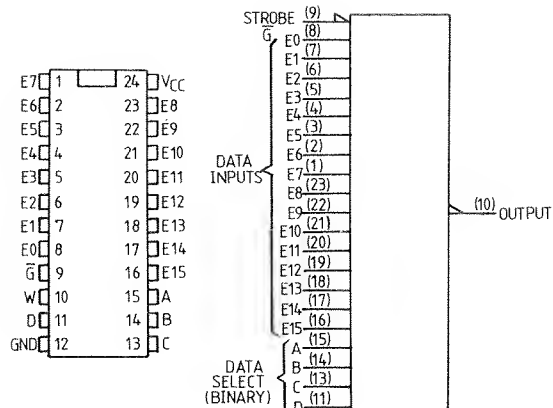 E7 1 24 VCC
E6 2 23 E8
E5 3 22 E9
E4 4 21 E10
E3 5 20 E11
E2 6 19 E12
E1 7 18 E13
E0 8 17 E14
G 9 16 E15
W 10 15 A
D 11 14 B
GND 12 13 C
STROBE (9)
G
E0 (8)
E1 (7)
E2 (6)
E3 (5)
E4 (4)
E5 (3)
E6 (2)
E7 (1)
E8 (23)
E9 (22)
E10 (21)
E11 (20)
E12 (19)
E13 (18)
E14 (17)
E15 (16)
DATA
INPUTS
A (15)
B (14)
C (13)
D (11)
DATA
SELECT
(BINARY)
(10) OUTPUT